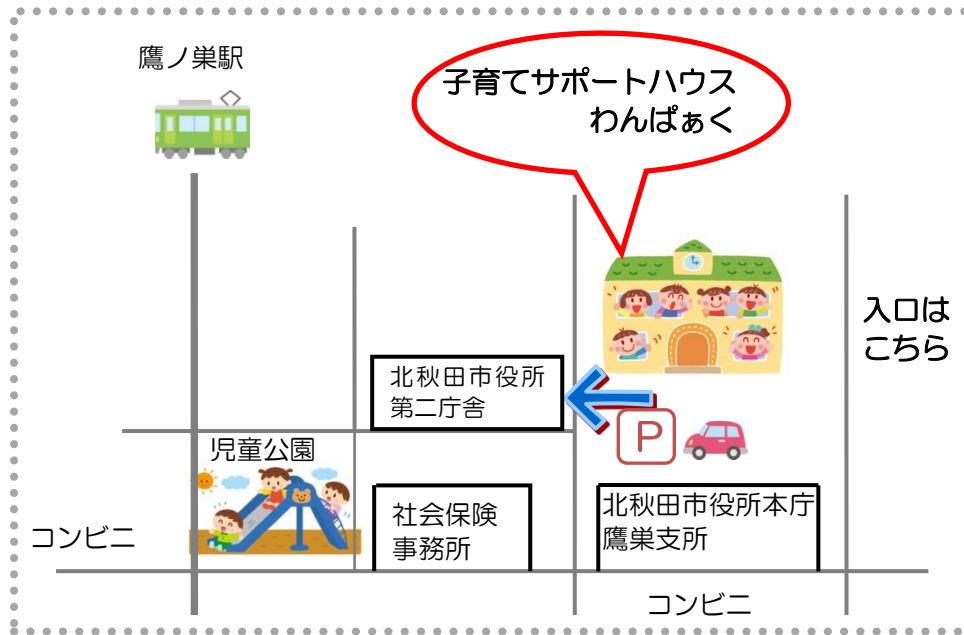 鷹ノ巣駅
子育てサポートハウス
わんぱぁく
入口は
こちら
北秋田市役所
第二庁舎
P
児童公園
コンビニ
社会保険
事務所
北秋田市役所本庁
鷹巣支所
コンビニ